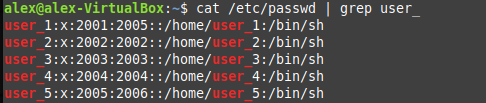 alex@alex-VirtualBox:~$ cat /etc/passwd | grep user_
user_1:x:2001:2005::/home/user_1:/bin/sh
user_2:x:2002:2002::/home/user_2:/bin/sh
user_3:x:2003:2003::/home/user_3:/bin/sh
user_4:x:2004:2004::/home/user_4:/bin/sh
user_5:x:2005:2006::/home/user_5:/bin/sh